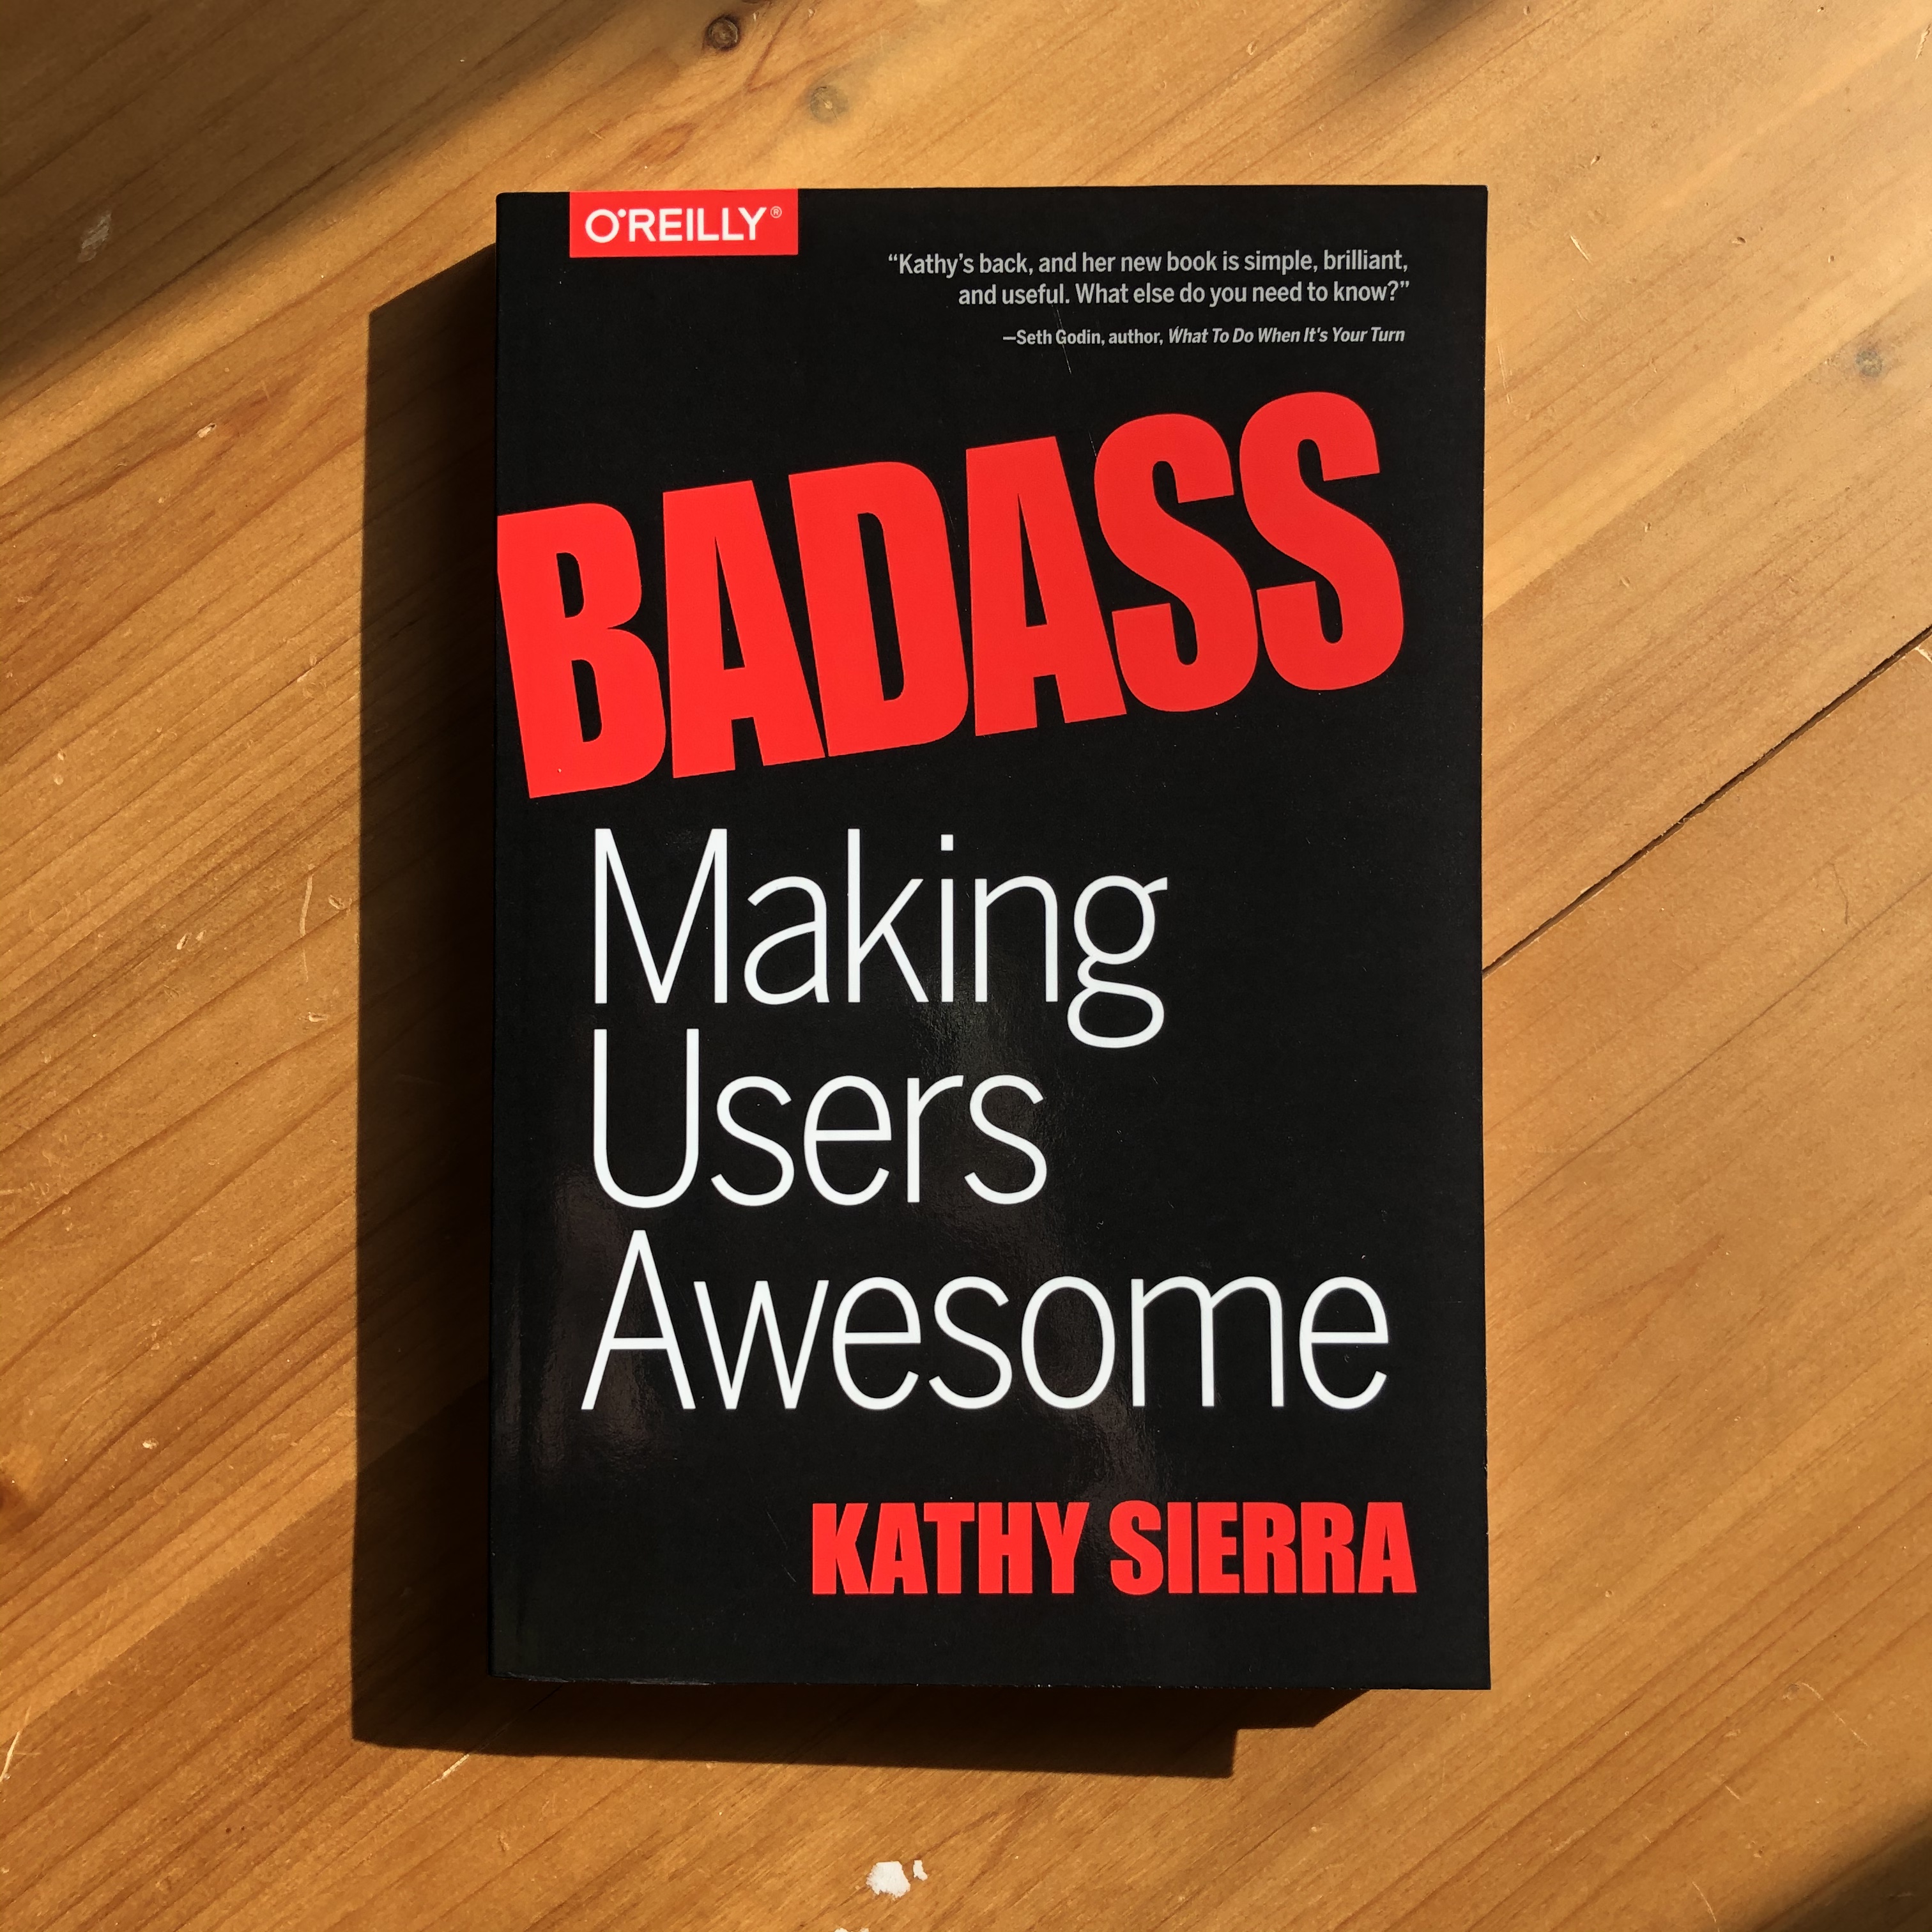 O'REILLY®
“Kathy’s back, and her new book is simple, brilliant,
and useful. What else do you need to know?”
—Seth Godin, author, What To Do When It's Your Turn
BADASS
Making
Users
Awesome
KATHY SIERRA